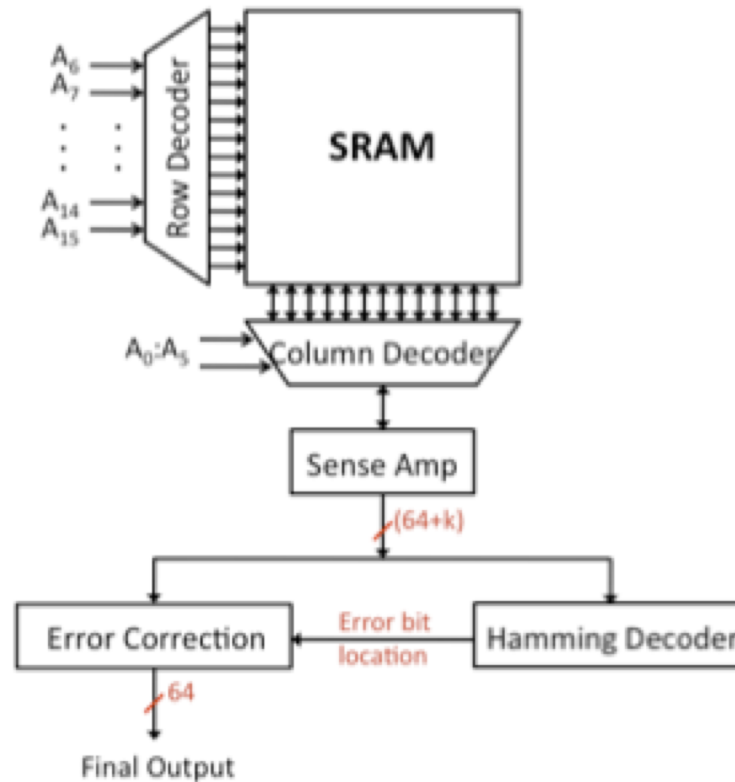 A6
A7
A14
A15
Row Decoder
SRAM
A0:A5
Column Decoder
Sense Amp
(64+k)
Error Correction
Error bit
location
Hamming Decoder
64
Final Output